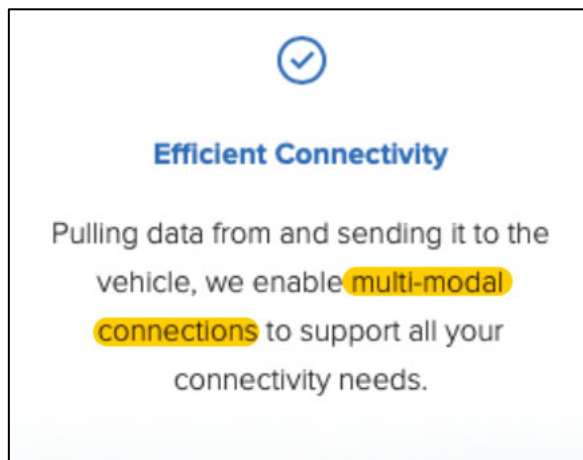 Efficient Connectivity
Pulling data from and sending it to the
vehicle, we enable multi-modal
connections to support all your
connectivity needs.